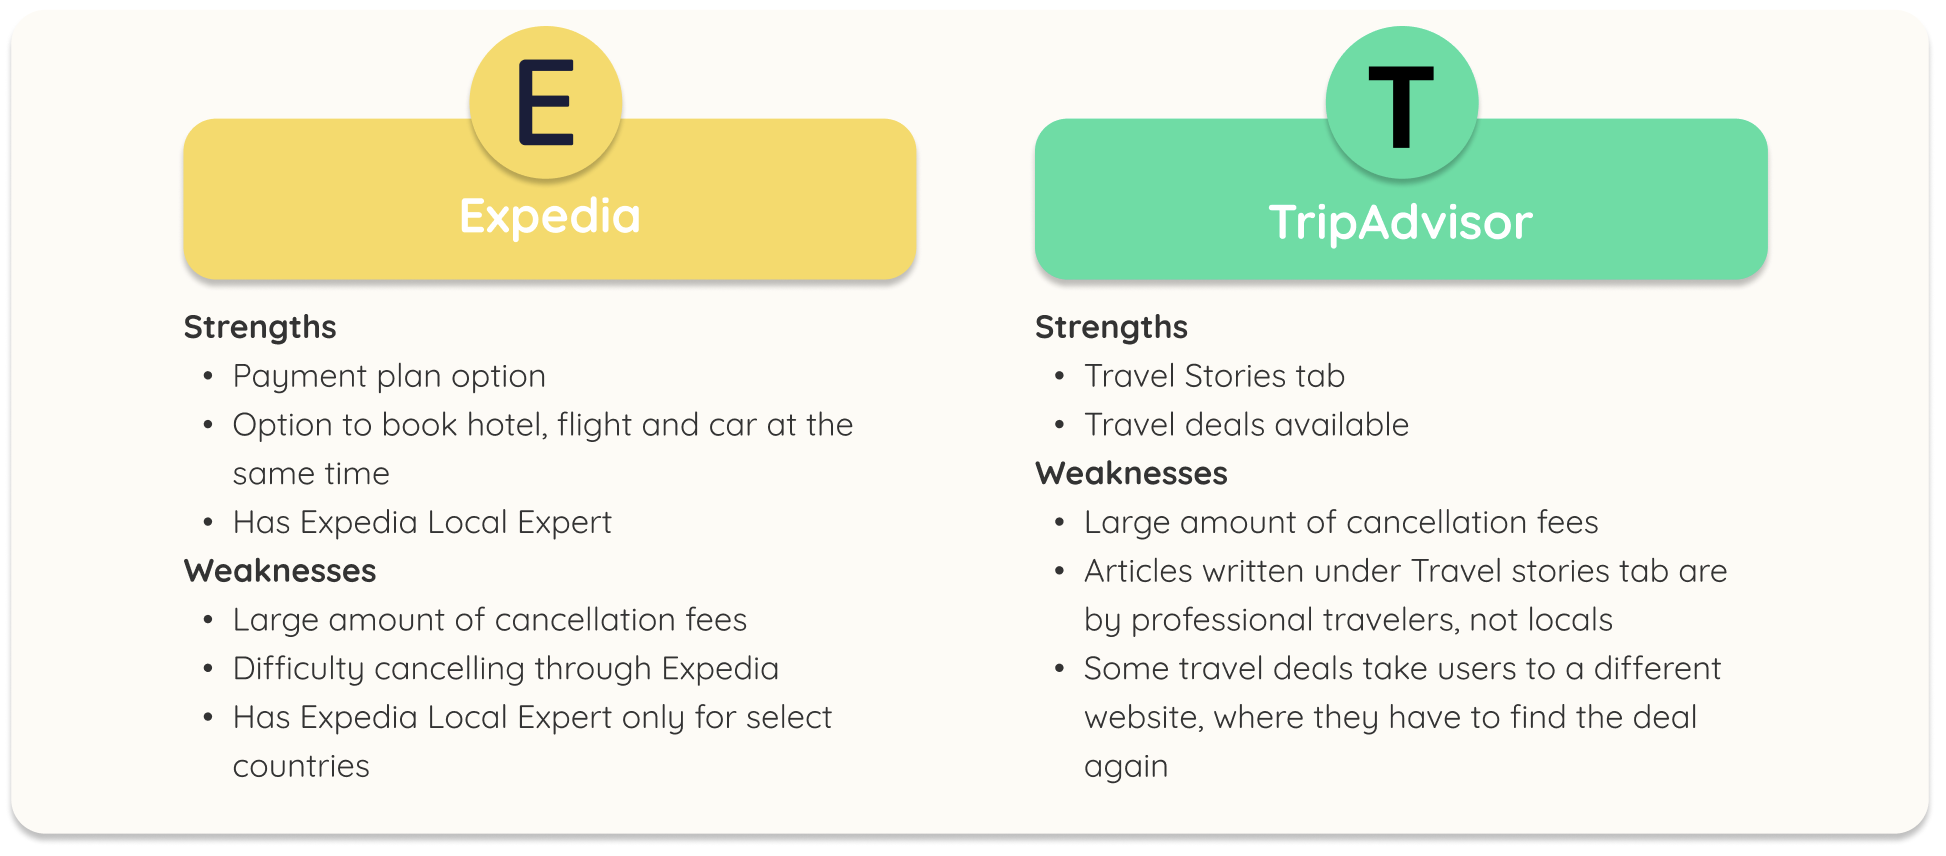 E
Expedia
Strengths
• Payment plan option
• Option to book hotel, flight and car at the
same time
• Has Expedia Local Expert
Weaknesses
• Large amount of cancellation fees
• Difficulty cancelling through Expedia
• Has Expedia Local Expert only for select
countries
T
TripAdvisor
Strengths
• Travel Stories tab
• Travel deals available
Weaknesses
• Large amount of cancellation fees
• Articles written under Travel stories tab are
by professional travelers, not locals
• Some travel deals take users to a different
website, where they have to find the deal
again